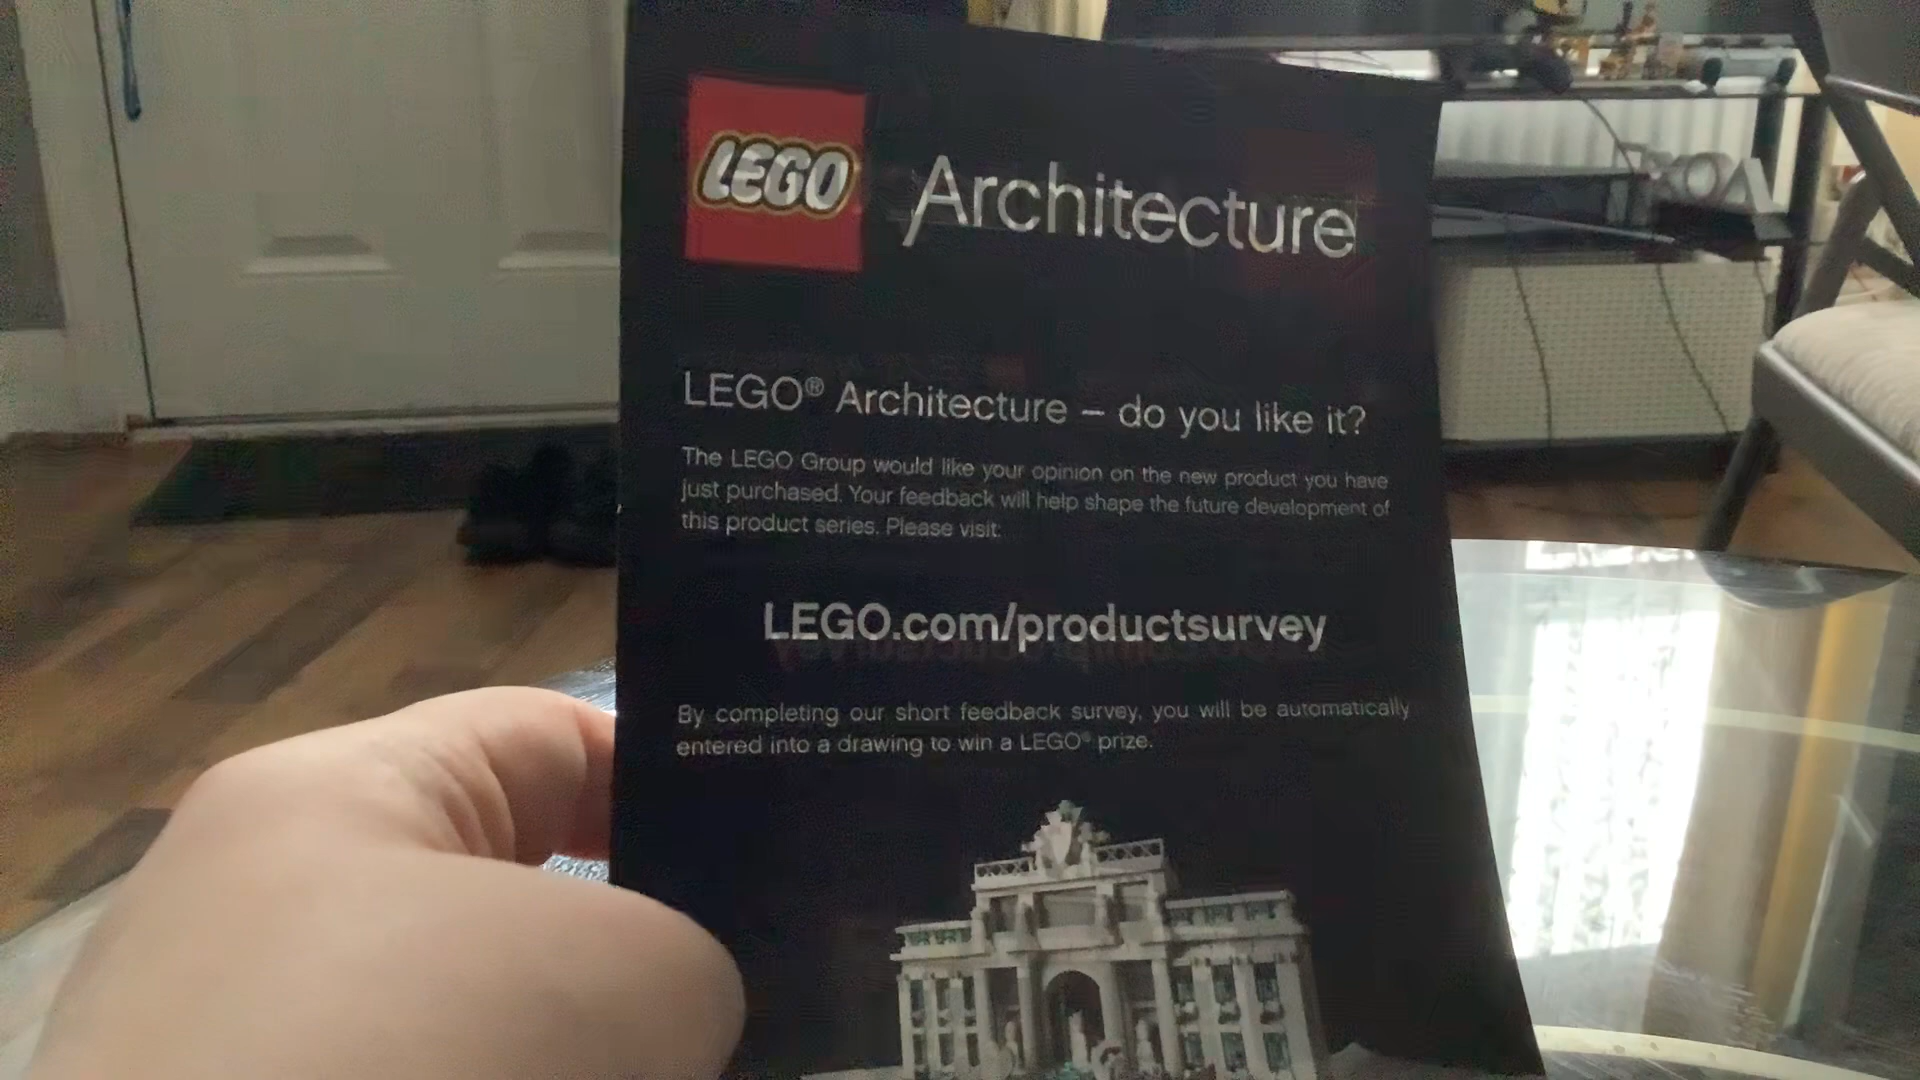 LEGO Architecture
LEGO® Architecture – do you like it?
The LEGO Group would like your opinion on the new product you have
just purchased. Your feedback will help shape the future development of
this product series. Please visit:
LEGO.com/productsurvey
By completing our short feedback survey, you will be automatically
entered into a drawing to win a LEGO® prize.